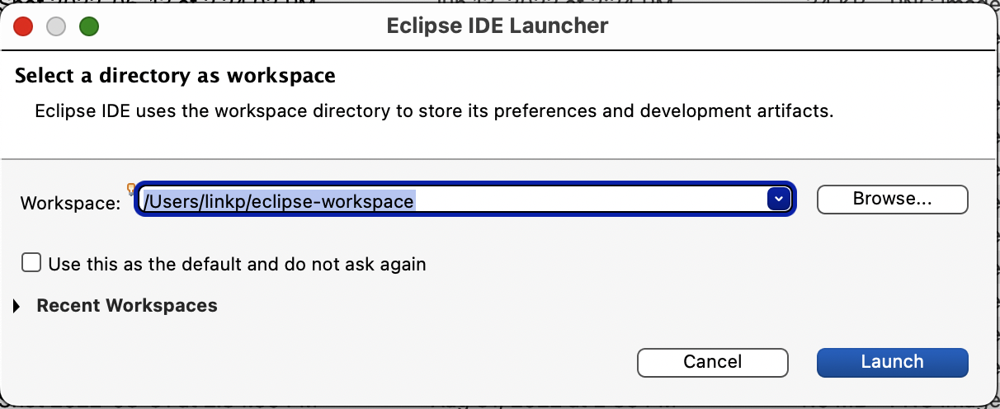 Eclipse IDE Launcher
Select a directory as workspace
Eclipse IDE uses the workspace directory to store its preferences and development artifacts.
Workspace: /Users/linkp/eclipse-workspace Browse...
Use this as the default and do not ask again
Recent Workspaces
Cancel Launch